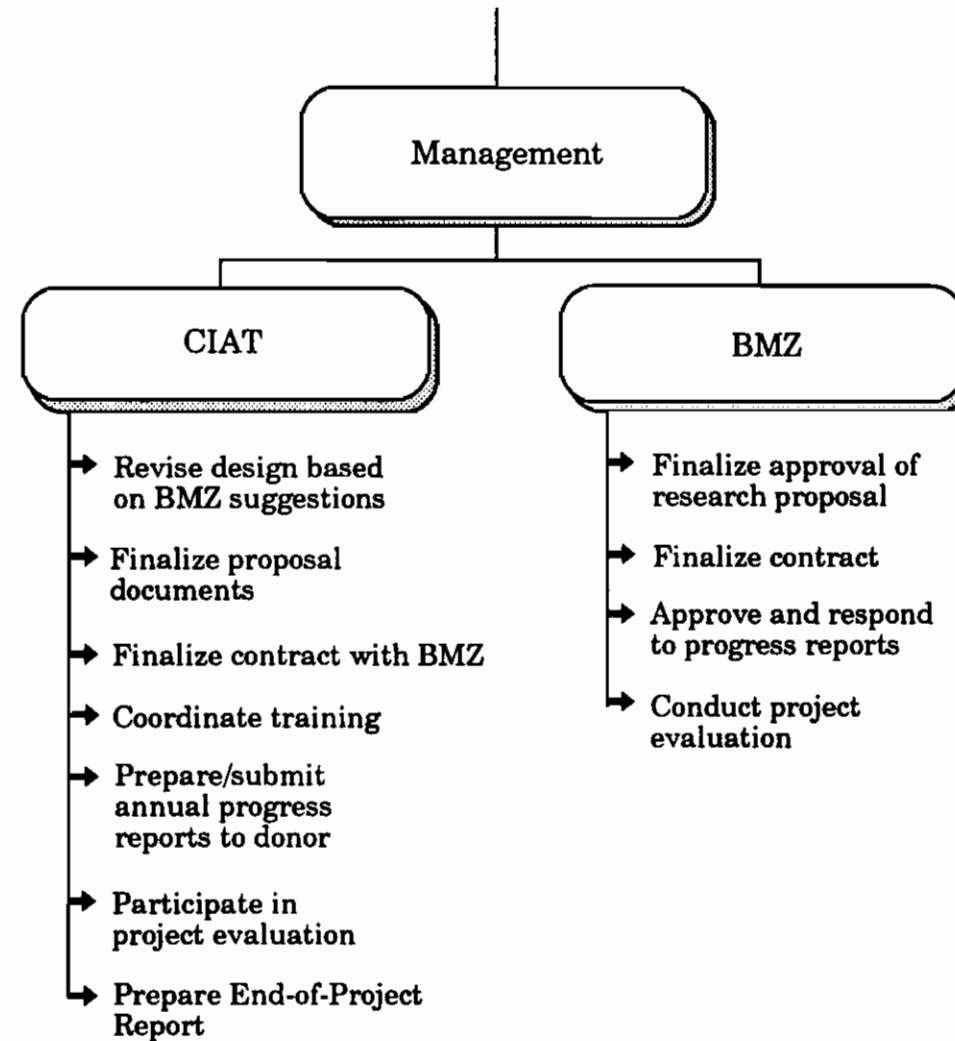 Management
CIAT
Revise design based
on BMZ suggestions
Finalize proposal
documents
Finalize contract with BMZ
Coordinate training
Prepare/submit
annual progress
reports to donor
Participate in
project evaluation
Prepare End-of-Project
Report
BMZ
Finalize approval of
research proposal
Finalize contract
Approve and respond
to progress reports
Conduct project
evaluation